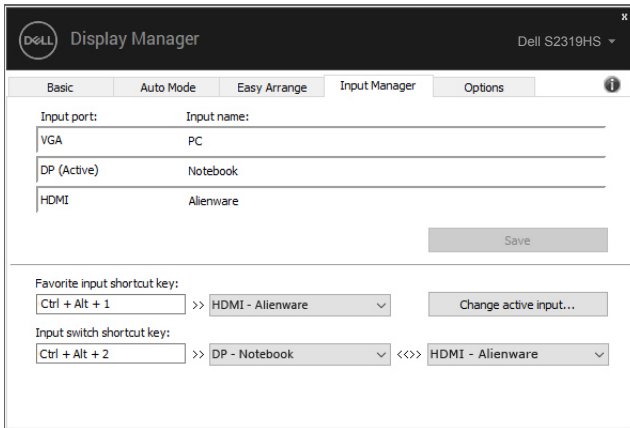 x
DELL Display Manager
Dell S2319HS
Basic Auto Mode Easy Arrange Input Manager Options i
Input port: Input name:
VGA PC
DP (Active) Notebook
HDMI Alienware
Save
Favorite input shortcut key:
Ctrl + Alt + 1 >> HDMI - Alienware Change active input...
Input switch shortcut key:
Ctrl + Alt + 2 >> DP - Notebook <<>> HDMI - Alienware